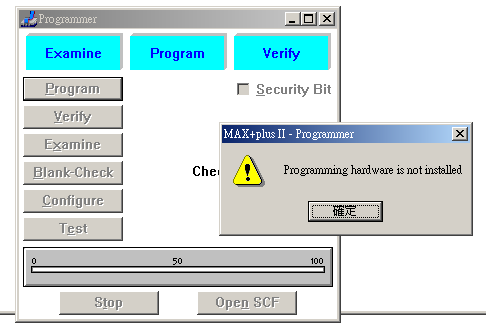 Programmer
Examine Program Verify
Program
Security Bit
Verify
MAX+plus II - Programmer
Examine
Programming hardware is not installed
Blank-Check
Configure
確定
Test
0 50 100
Stop Open SCF